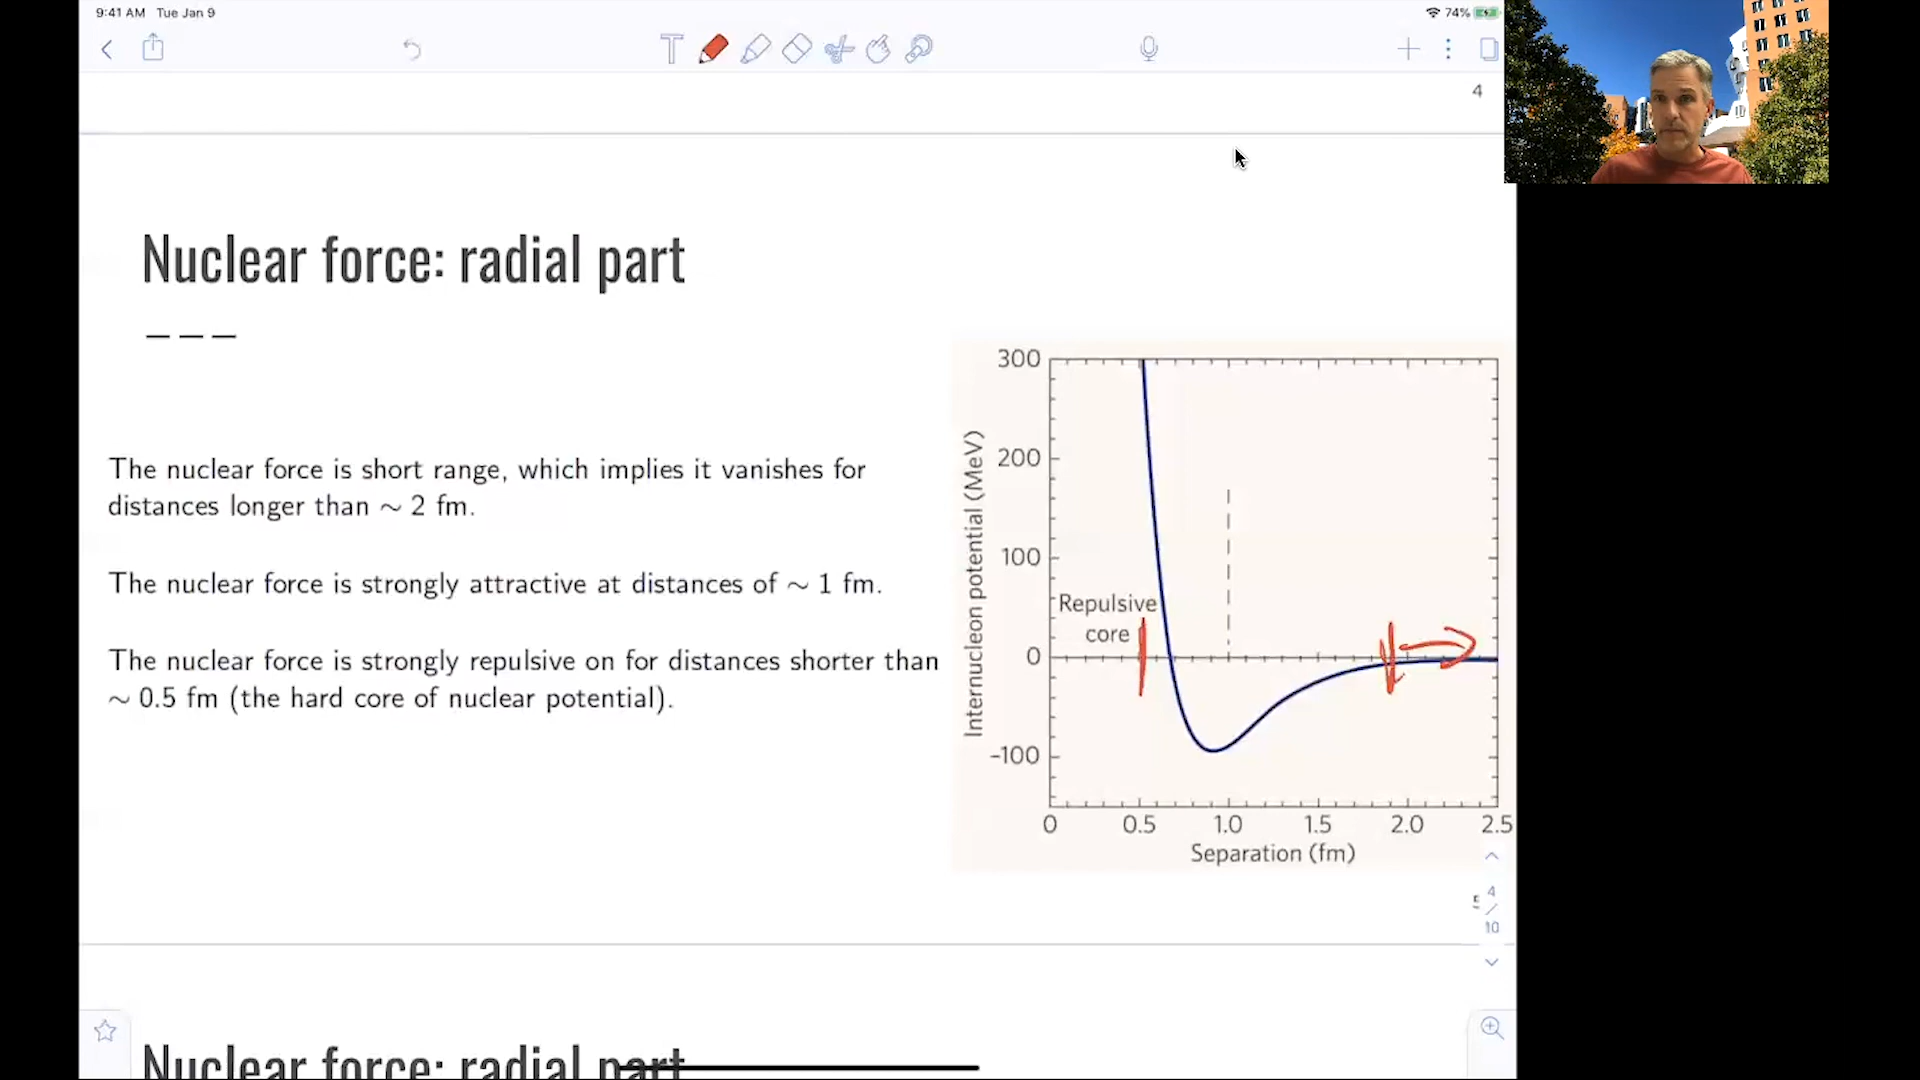 9:41 AM Tue Jan 9
74%
4
Nuclear force: radial part
The nuclear force is short range, which implies it vanishes for
distances longer than ∼ 2 fm.
The nuclear force is strongly attractive at distances of ∼ 1 fm.
The nuclear force is strongly repulsive on for distances shorter than
∼ 0.5 fm (the hard core of nuclear potential).
Internucleon potential (MeV)
300
200
100
0
-100
Repulsive
core
0 0.5 1.0 1.5 2.0 2.5
Separation (fm)
5
4
/
10
Nuclear force: radial part